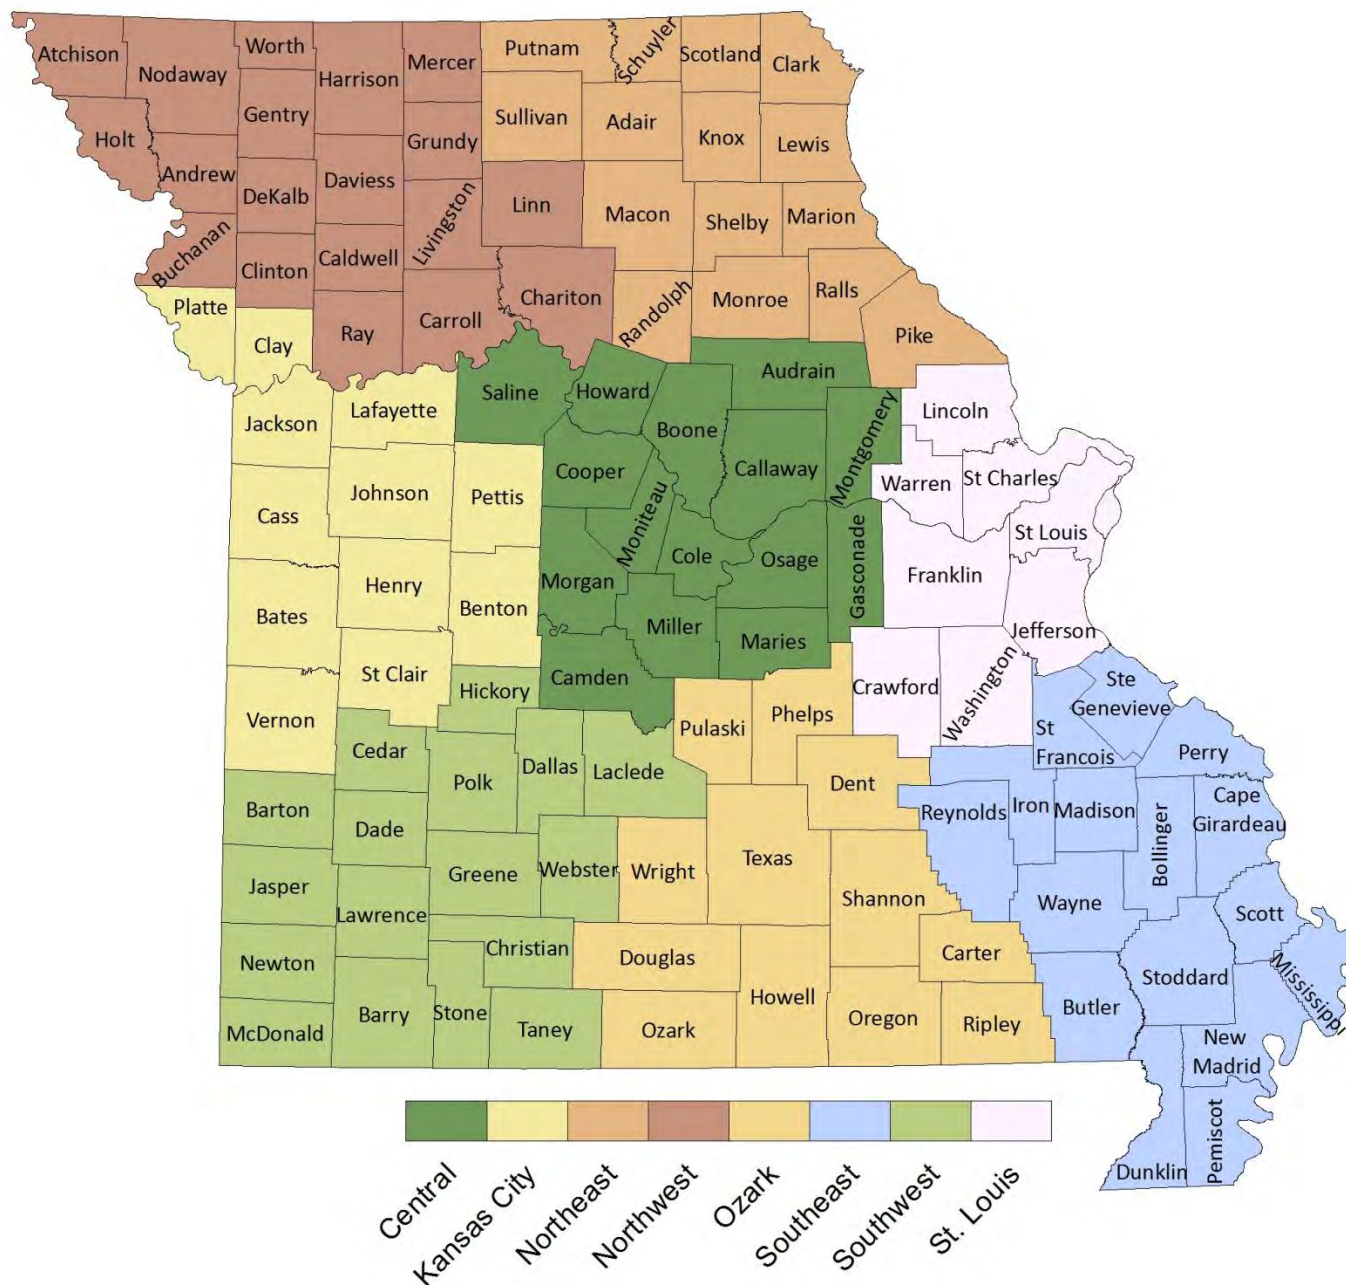 Atchison
Nodaway
Worth
Harrison
Mercer
Putnam
Schuyler
Scotland
Clark
Holt
Gentry
Grundy
Sullivan
Adair
Knox
Lewis
Andrew
DeKalb
Daviess
Livingston
Linn
Macon
Shelby
Marion
Buchanan
Clinton
Caldwell
Chariton
Randolph
Monroe
Ralls
Platte
Clay
Ray
Carroll
Pike
Saline
Howard
Audrain
Jackson
Lafayette
Boone
Montgomery
Lincoln
Cooper
Callaway
Warren
St Charles
Johnson
Pettis
Cass
Moniteau
Cole
Osage
Gasconade
St Louis
Franklin
Henry
Morgan
Bates
Benton
Miller
Maries
Jefferson
St Clair
Hickory
Camden
Crawford
Washington
Ste
Genevieve
Vernon
Pulaski
Phelps
St
Francois
Perry
Cedar
Polk
Dallas
Laclede
Dent
Barton
Dade
Reynolds
Iron
Madison
Bollinger
Cape
Girardeau
Jasper
Greene
Webster
Wright
Texas
Shannon
Wayne
Scott
Lawrence
Christian
Douglas
Carter
Newton
Stoddard
Mississippi
McDonald
Barry
Stone
Taney
Ozark
Howell
Oregon
Ripley
Butler
New
Madrid
Dunklin
Pemiscot
Central
Kansas City
Northeast
Northwest
Ozark
Southeast
Southwest
St. Louis